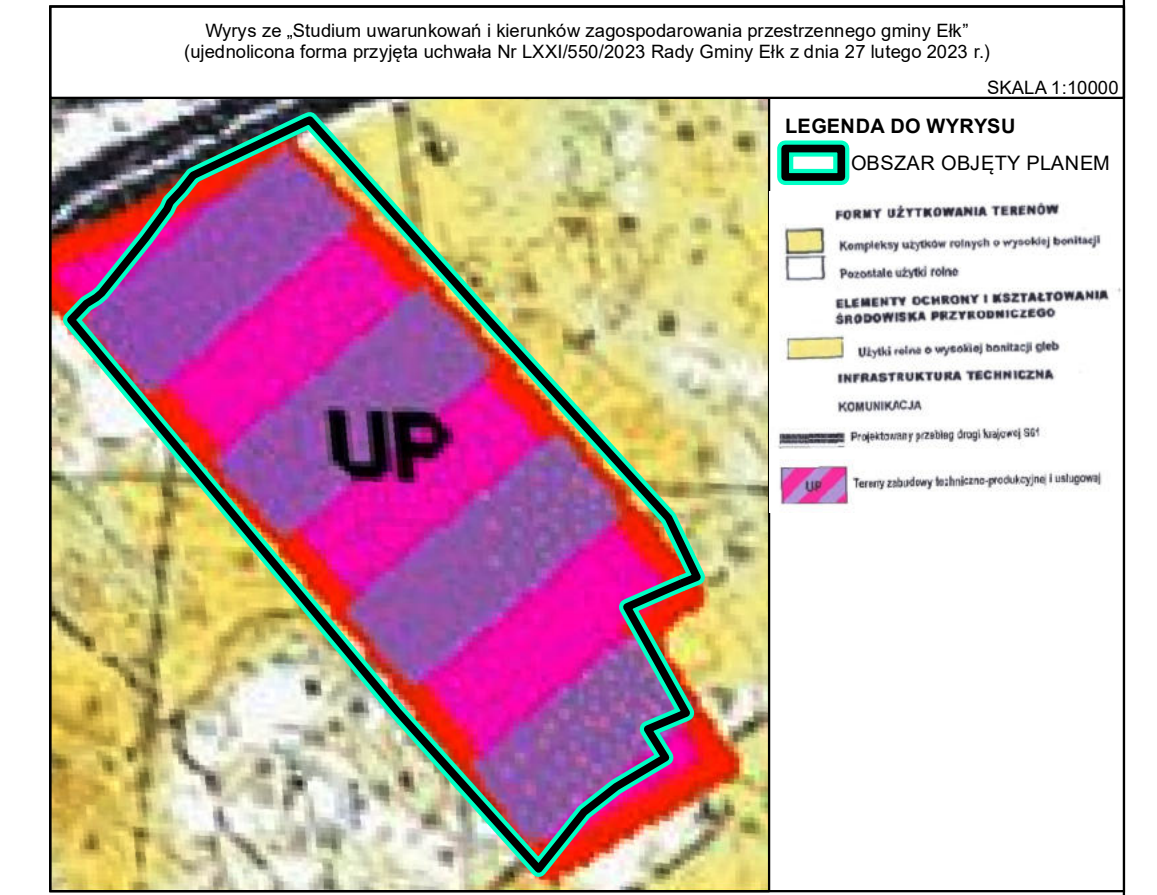 Wyrys ze „Studium uwarunkowań i kierunków zagospodarowania przestrzennego gminy Ełk”
(ujednolicona forma przyjęta uchwała Nr LXXI/550/2023 Rady Gminy Ełk z dnia 27 lutego 2023 r.)
SKALA 1:10000
LEGENDA DO WYRYSU
OBSZAR OBJĘTY PLANEM
FORMY UŻYTKOWANIA TERENÓW
Kompleksy użytków rolnych o wysokiej bonitacji
Pozostałe użytki rolne
ELEMENTY OCHRONY I KSZTAŁTOWANIA
ŚRODOWISKA PRZYRODNICZEGO
Użytki rolne o wysokiej bonitacji gleb
INFRASTRUKTURA TECHNICZNA
KOMUNIKACJA
Projektowany przebieg drogi krajowej S61
UP Tereny zabudowy techniczno-produkcyjnej i usługowej
UP